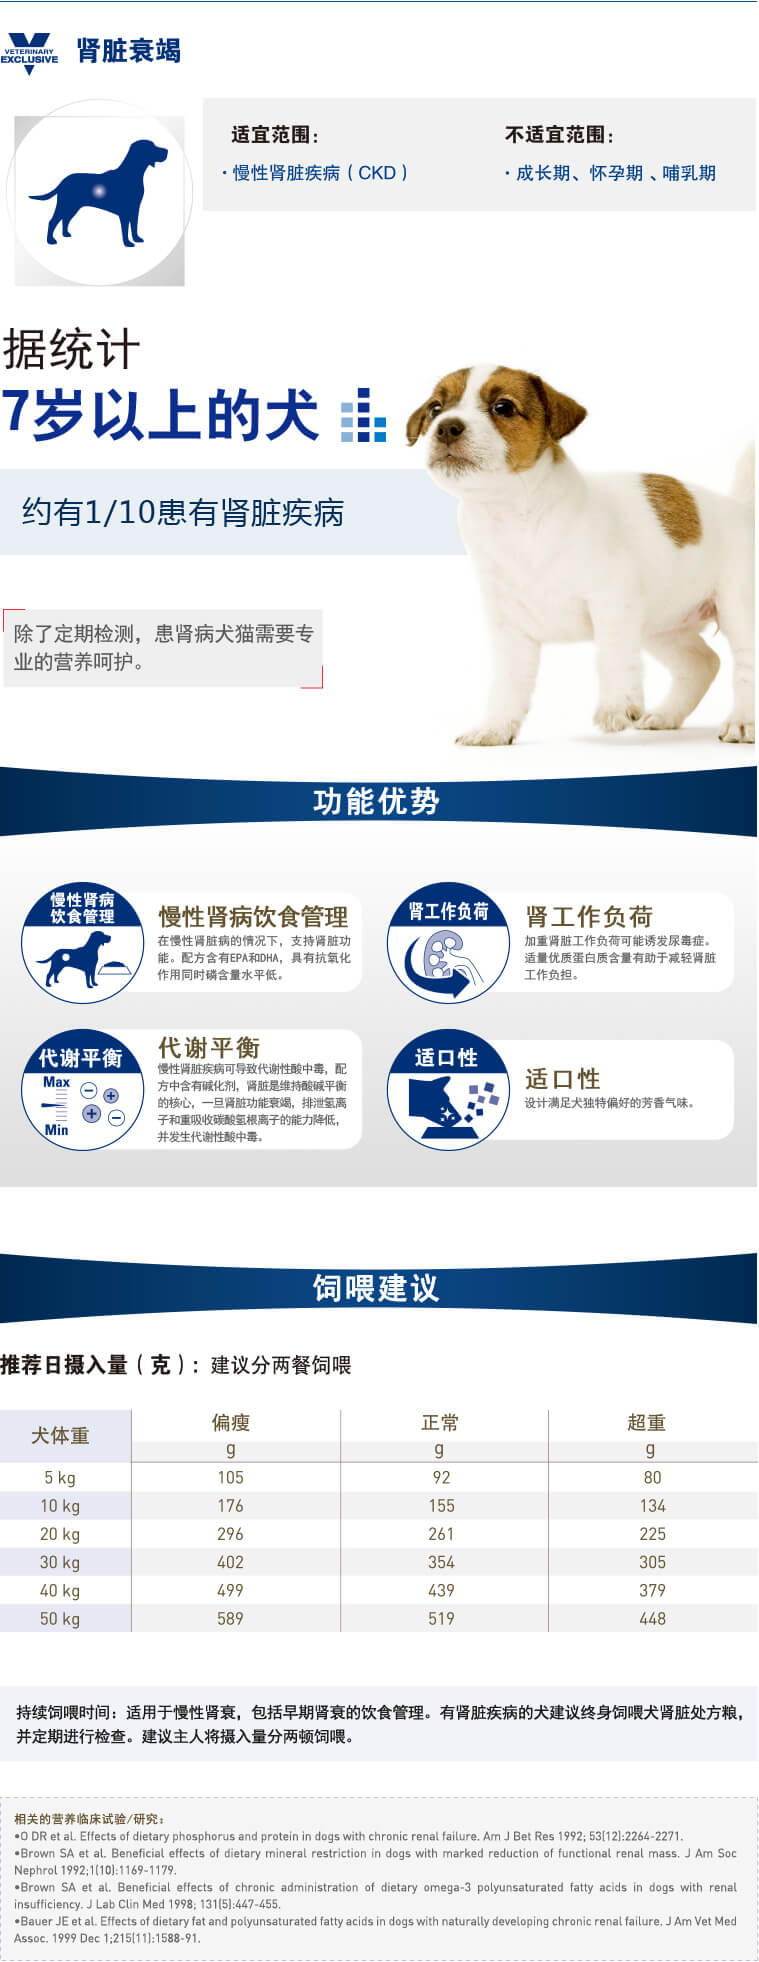 VETERINARY
EXCLUSIVE
肾脏衰竭
适宜范围：
·慢性肾脏疾病（CKD）
不适宜范围：
·成长期、怀孕期、哺乳期
据统计
7岁以上的犬
约有1/10患有肾脏疾病
除了定期检测，患肾病犬猫需要专
业的营养呵护。
功能优势
慢性肾病
饮食管理
慢性肾病饮食管理
在慢性肾脏病的情况下，支持肾脏功
能。配方含有EPA和DHA，具有抗氧化
作用同时磷含量水平低。
肾工作负荷
肾工作负荷
加重肾脏工作负荷可能诱发尿毒症。
适量优质蛋白质含量有助于减轻肾脏
工作负担。
代谢平衡
Max
Min
代谢平衡
慢性肾脏疾病可导致代谢性酸中毒，配
方中含有碱化剂，肾脏是维持酸碱平衡
的核心，一旦肾脏功能衰竭，排泄氢离
子和重吸收碳酸氢根离子的能力降低，
并发生代谢性酸中毒。
适口性
适口性
设计满足犬独特偏好的芳香气味。
饲喂建议
推荐日摄入量（克）：建议分两餐饲喂
犬体重 偏瘦 正常 超重
g g g
5 kg 105 92 80
10 kg 176 155 134
20 kg 296 261 225
30 kg 402 354 305
40 kg 499 439 379
50 kg 589 519 448
持续饲喂时间：适用于慢性肾衰，包括早期肾衰的饮食管理。有肾脏疾病的犬建议终身饲喂犬肾脏处方粮，
并定期进行检查。建议主人将摄入量分两顿饲喂。
相关的营养临床试验/研究：
•O DR et al. Effects of dietary phosphorus and protein in dogs with chronic renal failure. Am J Bet Res 1992; 53(12):2264-2271.
•Brown SA et al. Beneficial effects of dietary mineral restriction in dogs with marked reduction of functional renal mass. J Am Soc
Nephrol 1992;1(10):1169-1179.
•Brown SA et al. Beneficial effects of chronic administration of dietary omega-3 polyunsaturated fatty acids in dogs with renal
insufficiency. J Lab Clin Med 1998; 131(5):447-455.
•Bauer JE et al. Effects of dietary fat and polyunsaturated fatty acids in dogs with naturally developing chronic renal failure. J Am Vet Med
Assoc. 1999 Dec 1;215(11):1588-91.